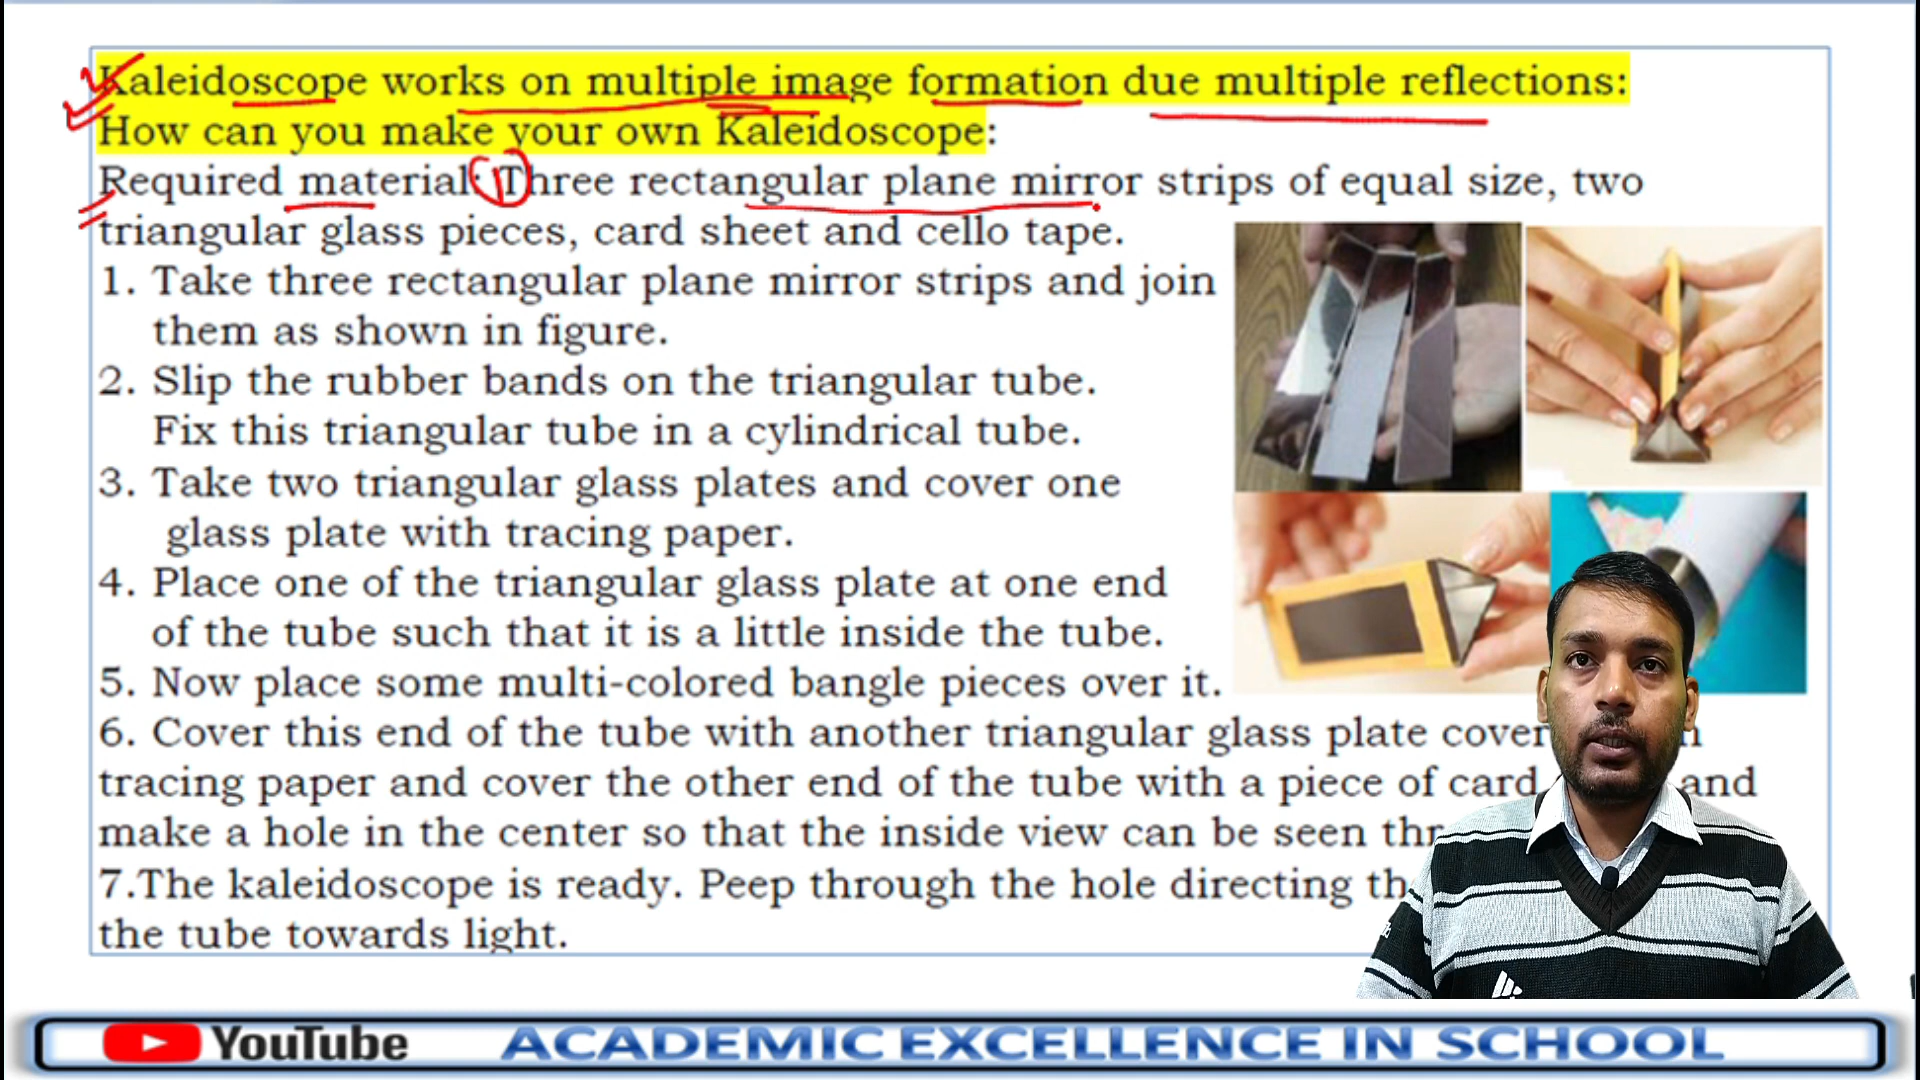 Kaleidoscope works on multiple image formation due multiple reflections:
How can you make your own Kaleidoscope:
Required material: Three rectangular plane mirror strips of equal size, two
triangular glass pieces, card sheet and cello tape.
1. Take three rectangular plane mirror strips and join
them as shown in figure.
2. Slip the rubber bands on the triangular tube.
Fix this triangular tube in a cylindrical tube.
3. Take two triangular glass plates and cover one
glass plate with tracing paper.
4. Place one of the triangular glass plate at one end
of the tube such that it is a little inside the tube.
5. Now place some multi-colored bangle pieces over it.
6. Cover this end of the tube with another triangular glass plate
tracing paper and cover the other end of the tube with a piece of card and
make a hole in the center so that the inside view can be seen
7.The kaleidoscope is ready. Peep through the hole directing
the tube towards light.
YouTube ACADEMIC EXCELLENCE IN SCHOOL